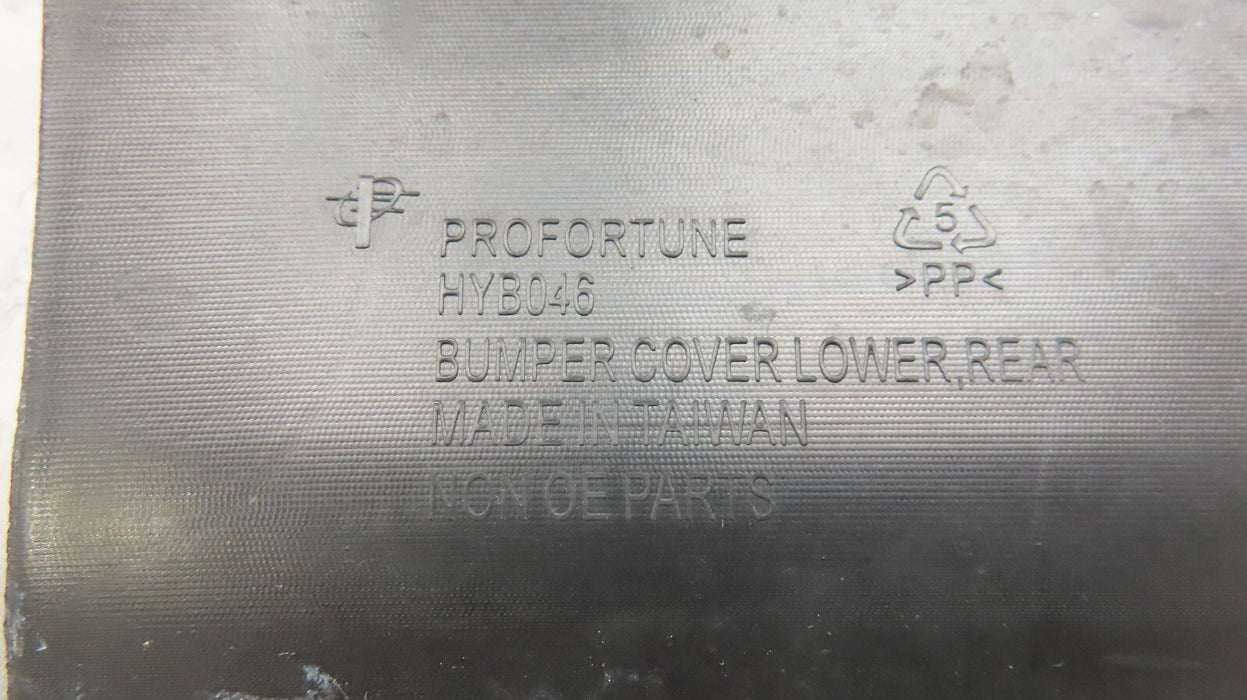 PROFORTUNE
HYB046
BUMPER COVER LOWER,REAR
MADE IN TAIWAN
NON OE PARTS
5
>PP<